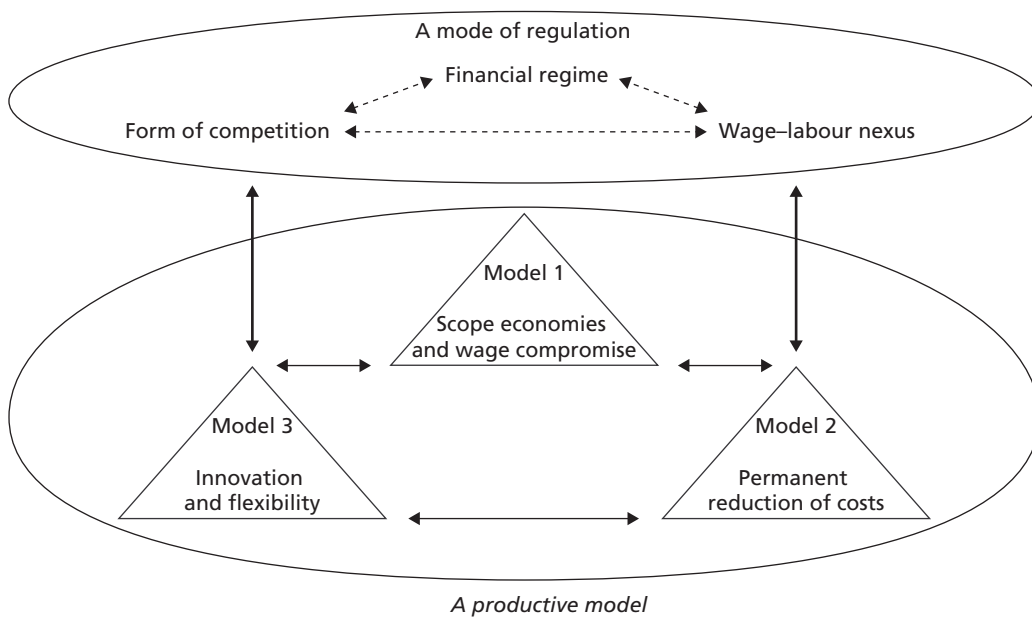 A mode of regulation
Financial regime
Form of competition
Wage–labour nexus
Model 1
Scope economies
and wage compromise
Model 3
Innovation
and flexibility
Model 2
Permanent
reduction of costs
A productive model